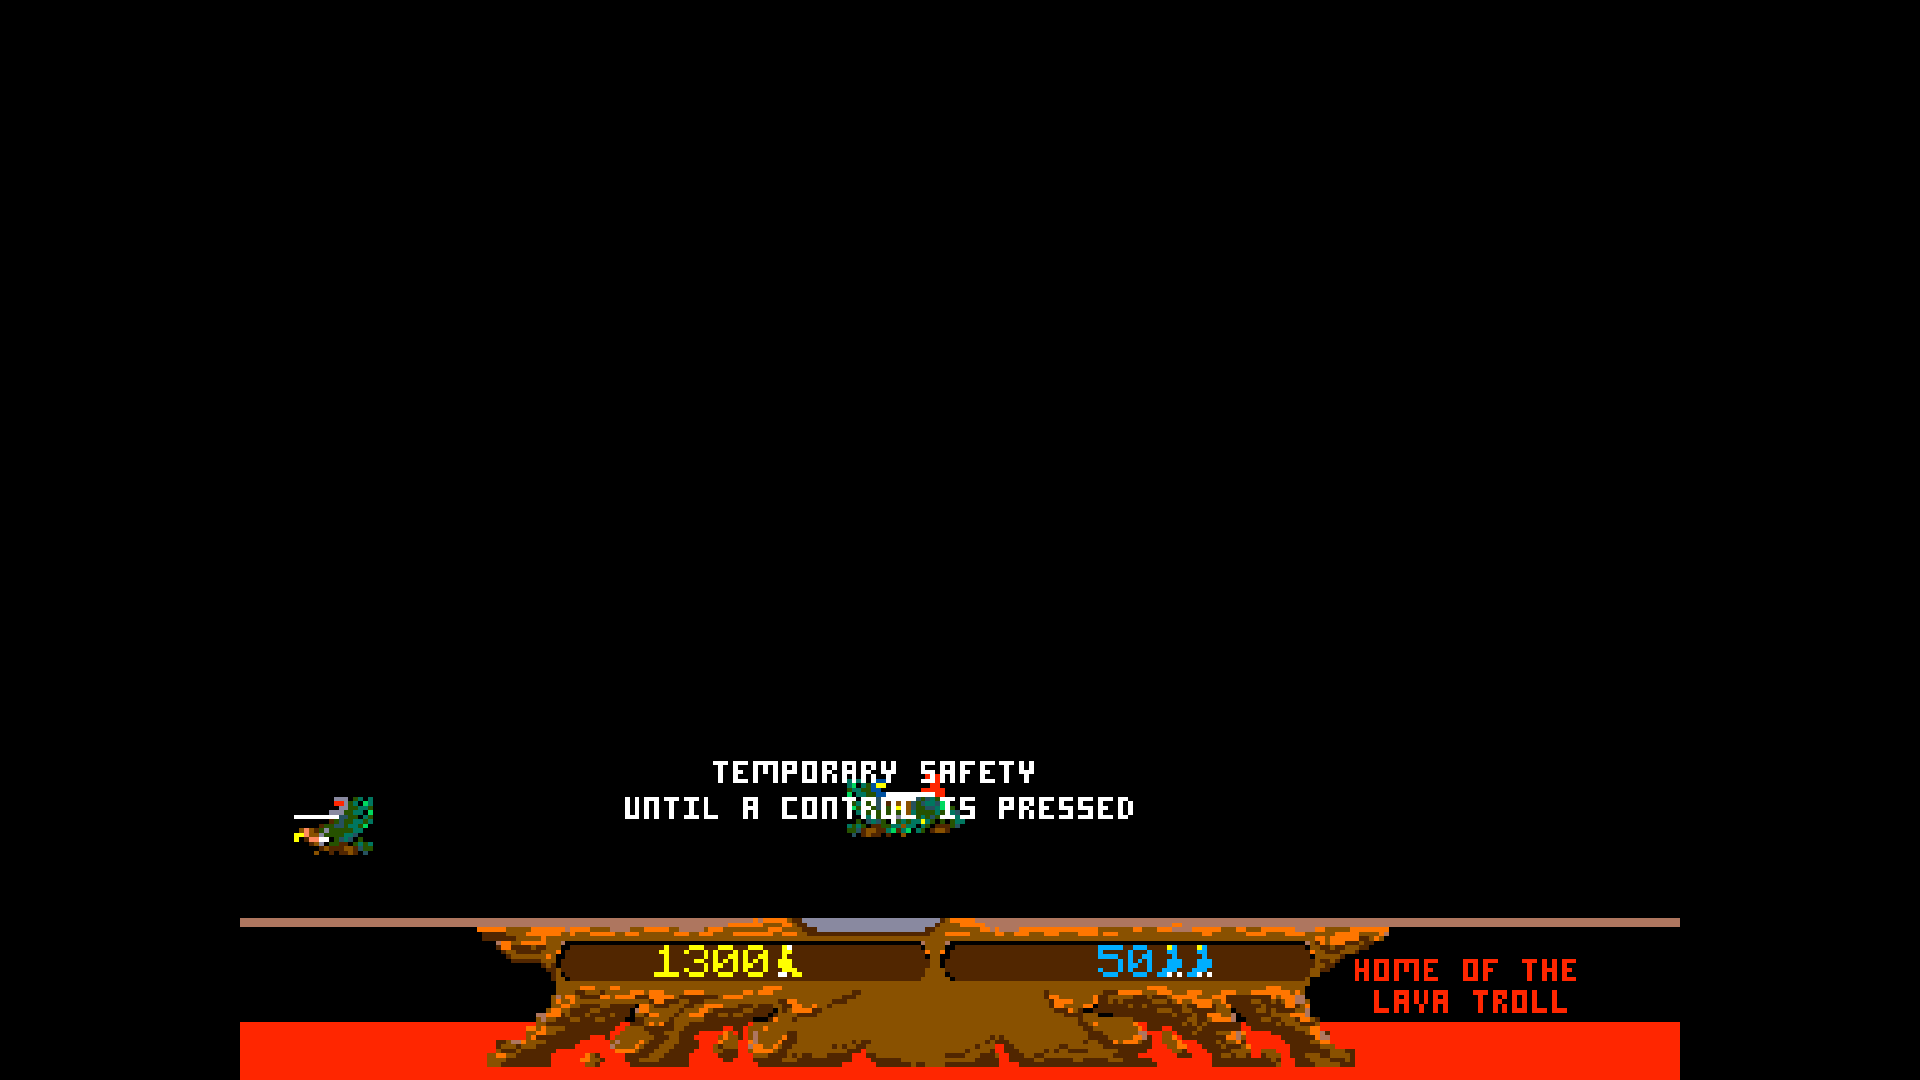 TEMPORARY SAFETY
UNTIL A CONTROL IS PRESSED
1300 50
HOME OF THE
LAVA TROLL